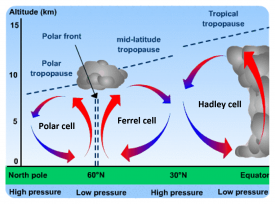 Altitude (km)
Tropical
tropopause
Polar front
mid-latitude
tropopause
15
Polar
tropopause
10
Hadley cell
5
Polar cell
Ferrel cell
0
North pole
60°N
30°N
Equator
High pressure
Low pressure
High pressure
Low pressure